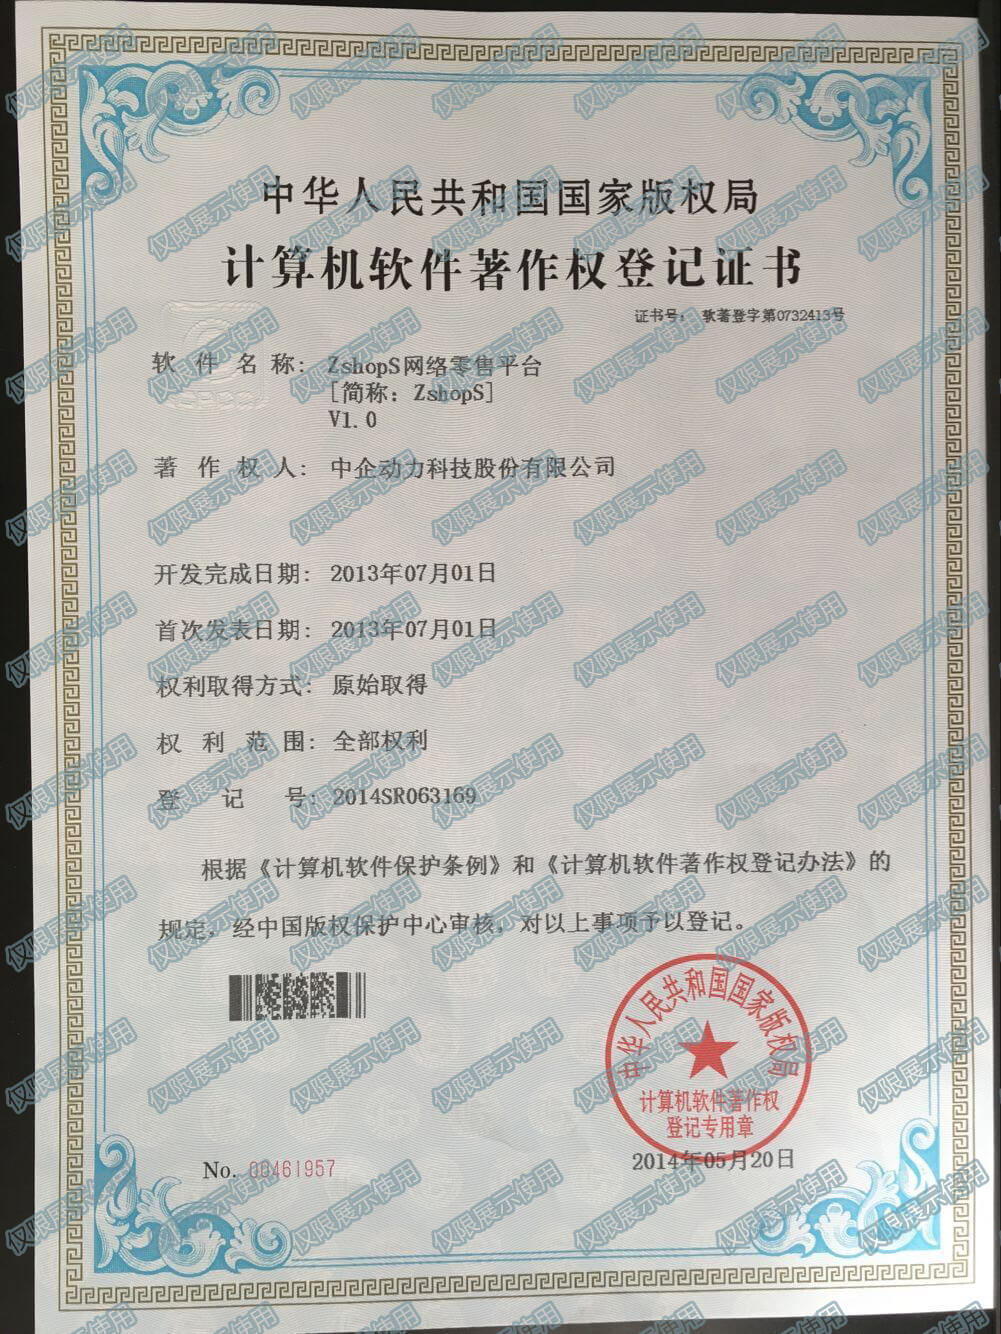 中华人民共和国国家版权局
计算机软件著作权登记证书
证书号： 软著登字第0732413号
软件名称： ZshopS网络零售平台
[简称：ZshopS]
V1.0
著作权人： 中企动力科技股份有限公司
开发完成日期： 2013年07月01日
首次发表日期： 2013年07月01日
权利取得方式： 原始取得
权利范围： 全部权利
登记号： 2014SR063169
根据《计算机软件保护条例》和《计算机软件著作权登记办法》的
规定，经中国版权保护中心审核，对以上事项予以登记。
中华人民共和国国家版权局
计算机软件著作权
登记专用章
No. 00461957
2014年05月20日
仅限展示使用